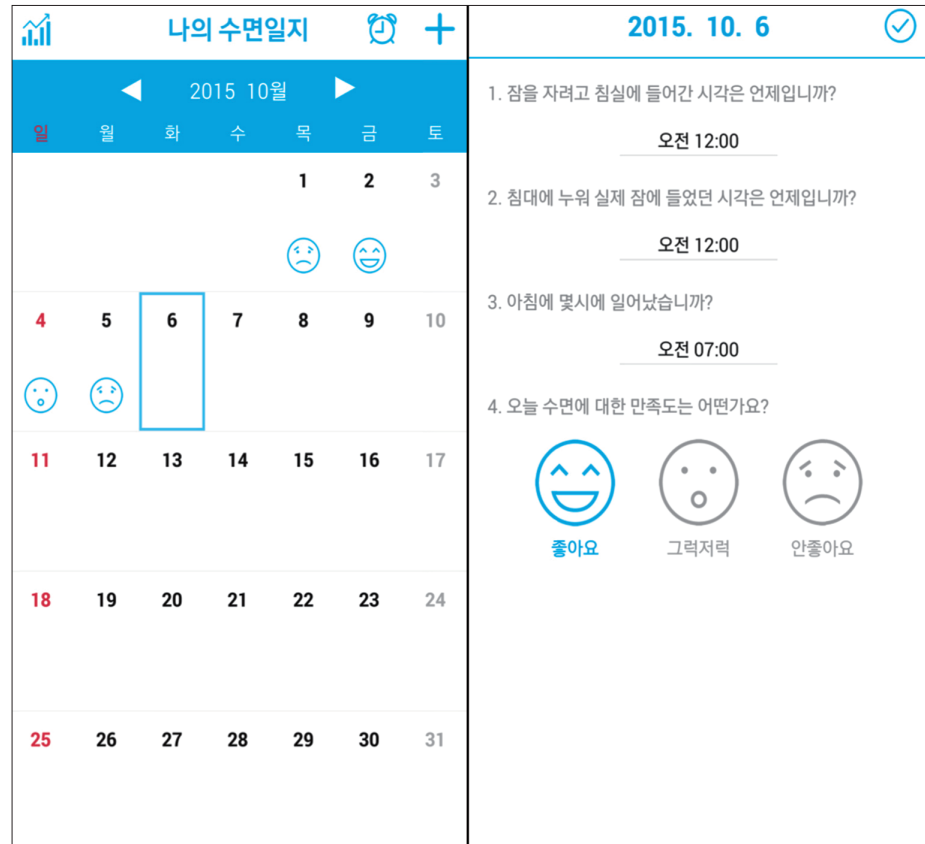 나의 수면일지
2015 10월
일 월 화 수 목 금 토
1 2 3
4 5 6 7 8 9 10
11 12 13 14 15 16 17
18 19 20 21 22 23 24
25 26 27 28 29 30 31
2015. 10. 6
1. 잠을 자려고 침실에 들어간 시각은 언제입니까?
오전 12:00
2. 침대에 누워 실제 잠에 들었던 시각은 언제입니까?
오전 12:00
3. 아침에 몇시에 일어났습니까?
오전 07:00
4. 오늘 수면에 대한 만족도는 어떤가요?
좋아요 그럭저럭 안좋아요